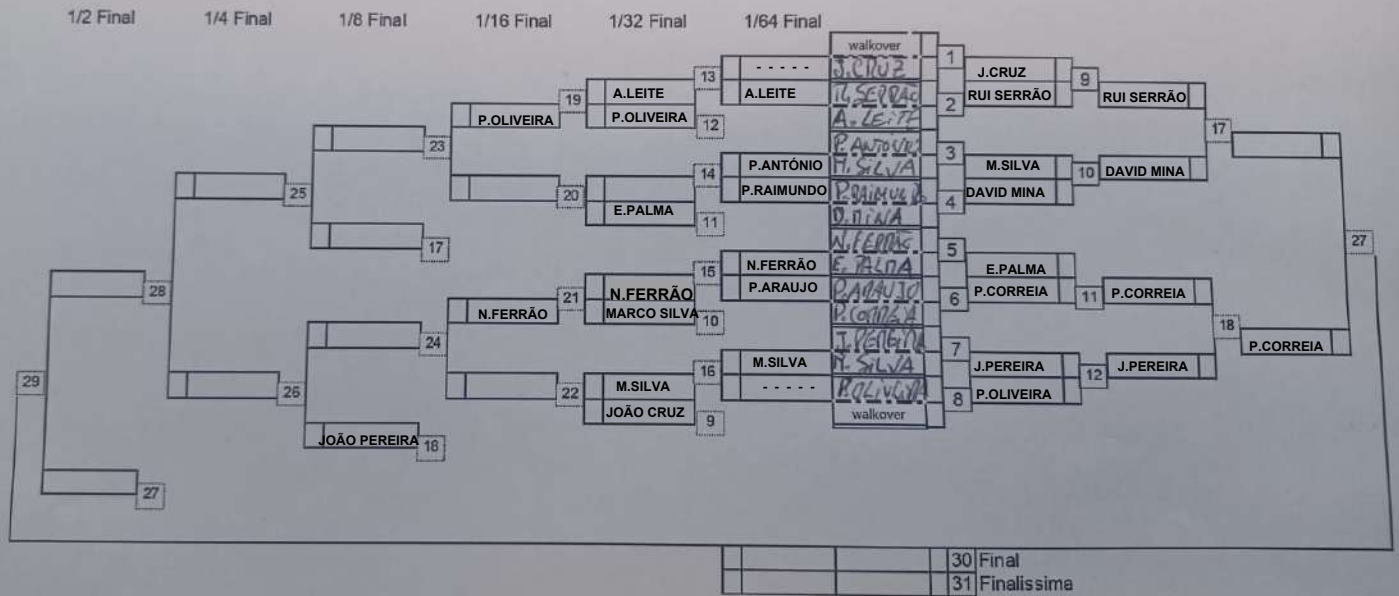 1/2 Final 1/4 Final 1/8 Final 1/16 Final 1/32 Final 1/64 Final
walkover
1
13 - - - - - J.CRUZ J.CRUZ 9
19 A.LEITE A.LEITE R. SERRÃO 2 RUI SERRÃO RUI SERRÃO
P.OLIVEIRA P.OLIVEIRA 12 A. LEITE 17
23 P. ANTÓNIO 3
14 P.ANTÓNIO M. SILVA M.SILVA 10 DAVID MINA
25 20 P.RAIMUNDO P. RAIMUNDO 4 DAVID MINA
E.PALMA 11 D. MINA
17 N. FERRÃO 5 27
15 N.FERRÃO E. PALMA E.PALMA
28 21 N.FERRÃO P.ARAUJO P. ARAUJO 6 P.CORREIA 11 P.CORREIA
N.FERRÃO MARCO SILVA 10 P. CORREIA 18
24 J. PEREIRA 7 P.CORREIA
16 M.SILVA M. SILVA J.PEREIRA 12 J.PEREIRA
29 26 22 M.SILVA - - - - - P. OLIVEIRA 8 P.OLIVEIRA
JOÃO CRUZ 9 walkover
JOÃO PEREIRA 18
27
30 Final
31 Finalissima